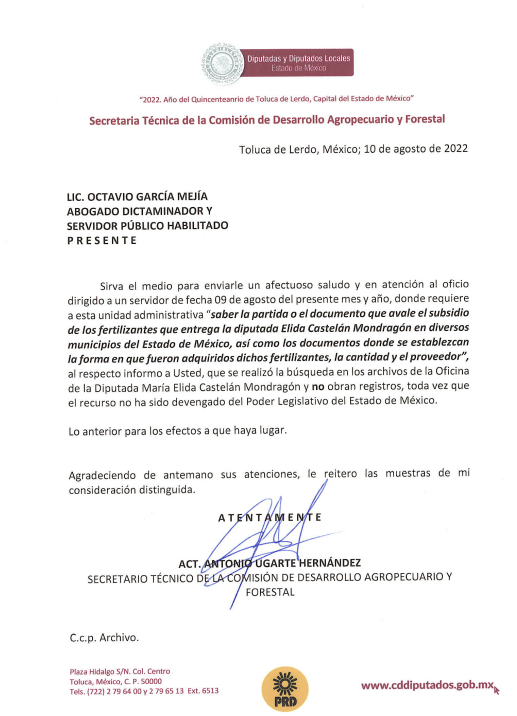 Diputadas y Diputados Locales
Estado de México
"2022. Año del Quincenteanrio de Toluca de Lerdo, Capital del Estado de México"
Secretaria Técnica de la Comisión de Desarrollo Agropecuario y Forestal
Toluca de Lerdo, México; 10 de agosto de 2022
LIC. OCTAVIO GARCÍA MEJÍA
ABOGADO DICTAMINADOR Y
SERVIDOR PÚBLICO HABILITADO
P R E S E N T E
Sirva el medio para enviarle un afectuoso saludo y en atención al oficio
dirigido a un servidor de fecha 09 de agosto del presente mes y año, donde requiere
a esta unidad administrativa "saber la partida o el documento que avale el subsidio
de los fertilizantes que entrega la diputada Elida Castelán Mondragón en diversos
municipios del Estado de México, así como los documentos donde se establezcan
la forma en que fueron adquiridos dichos fertilizantes, la cantidad y el proveedor",
al respecto informo a Usted, que se realizó la búsqueda en los archivos de la Oficina
de la Diputada María Elida Castelán Mondragón y no obran registros, toda vez que
el recurso no ha sido devengado del Poder Legislativo del Estado de México.
Lo anterior para los efectos a que haya lugar.
Agradeciendo de antemano sus atenciones, le reitero las muestras de mi
consideración distinguida.
A T E N T A M E N T E
ACT. ANTONIO UGARTE HERNÁNDEZ
SECRETARIO TÉCNICO DE LA COMISIÓN DE DESARROLLO AGROPECUARIO Y
FORESTAL
C.c.p. Archivo.
Plaza Hidalgo S/N. Col. Centro
Toluca, México, C. P. 50000
Tels. (722) 2 79 64 00 y 2 79 65 13 Ext. 6513
PRD
www.cddiputados.gob.mx